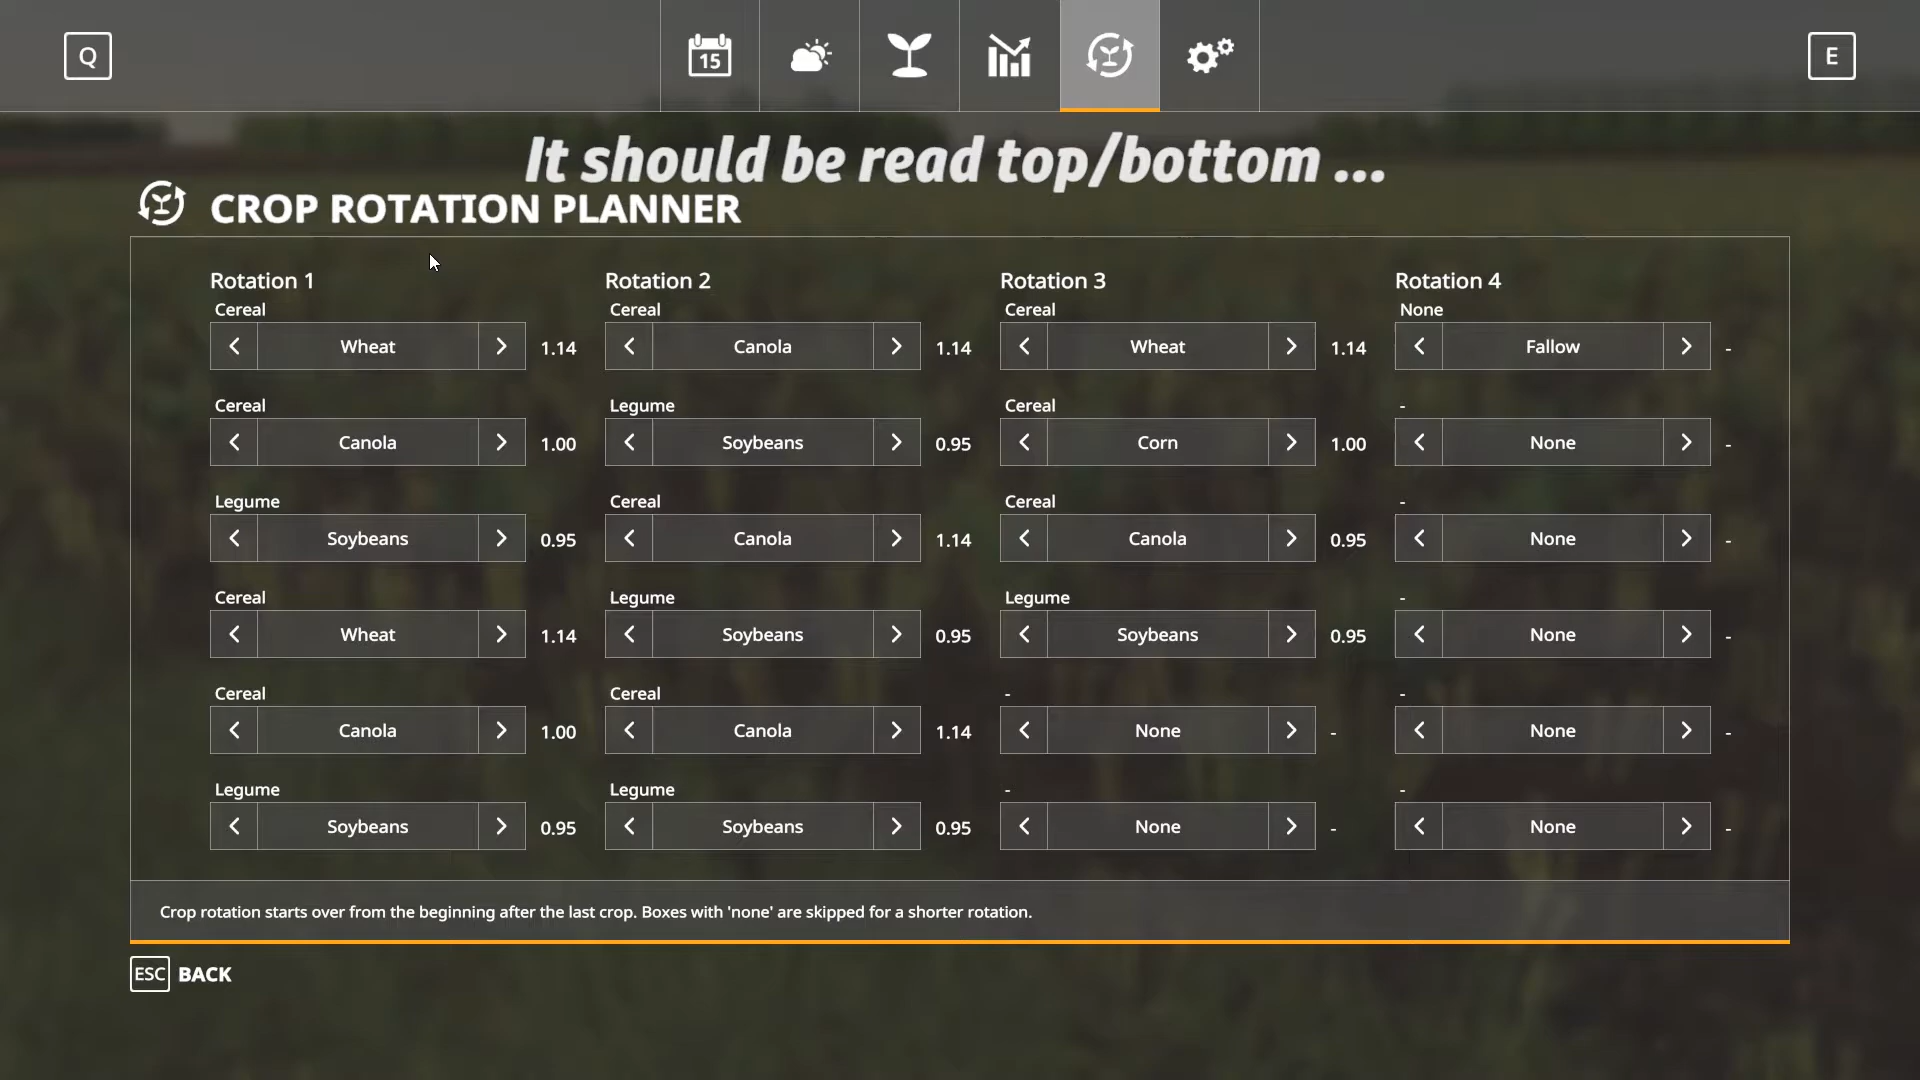 Q
15
E
It should be read top/bottom ...
CROP ROTATION PLANNER
Rotation 1
Cereal
Wheat 1.14
Cereal
Canola 1.00
Legume
Soybeans 0.95
Cereal
Wheat 1.14
Cereal
Canola 1.00
Legume
Soybeans 0.95
Rotation 2
Cereal
Canola 1.14
Legume
Soybeans 0.95
Cereal
Canola 1.14
Legume
Soybeans 0.95
Cereal
Canola 1.14
Legume
Soybeans 0.95
Rotation 3
Cereal
Wheat 1.14
Cereal
Corn 1.00
Cereal
Canola 0.95
Legume
Soybeans 0.95
-
None -
-
None -
Rotation 4
None
Fallow -
-
None -
-
None -
-
None -
-
None -
-
None -
Crop rotation starts over from the beginning after the last crop. Boxes with 'none' are skipped for a shorter rotation.
ESC BACK